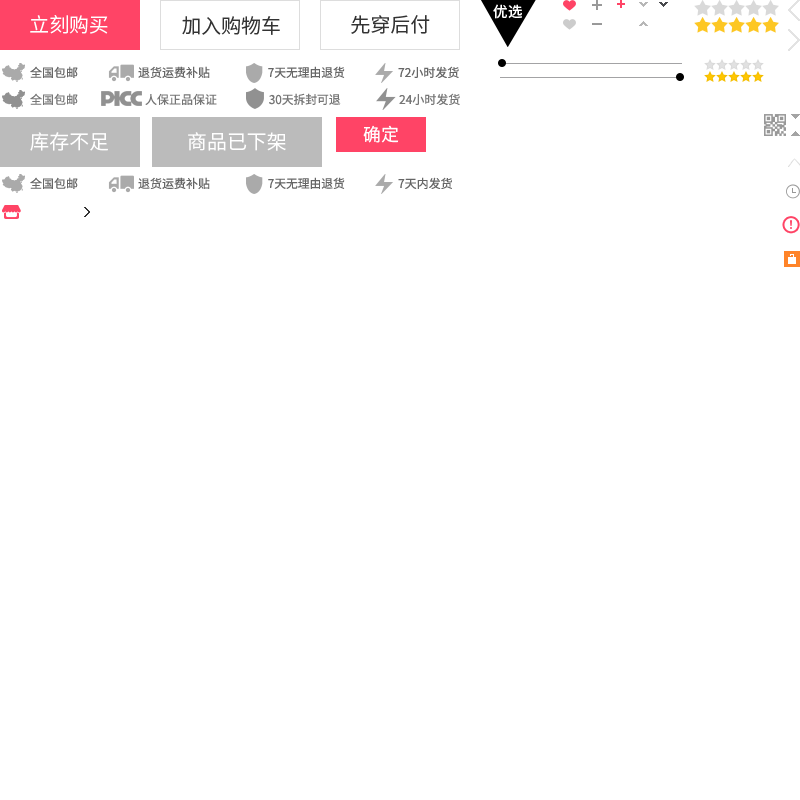 立刻购买 加入购物车 先穿后付 优选
全国包邮 退货运费补贴 7天无理由退货 72小时发货
全国包邮 PICC 人保正品保证 30天拆封可退 24小时发货
库存不足 商品已下架 确定
全国包邮 退货运费补贴 7天无理由退货 7天内发货